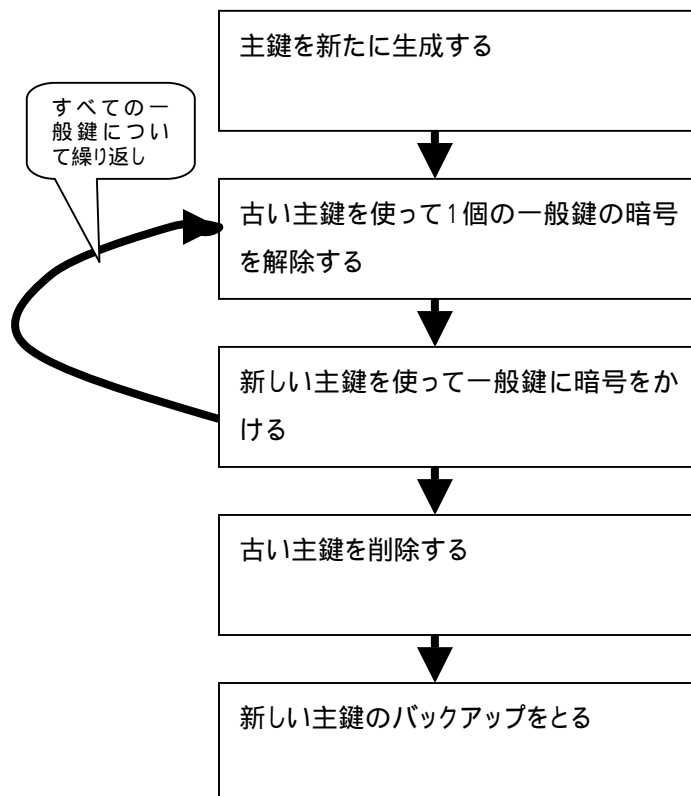 主鍵を新たに生成する
すべての一
般鍵につい
て繰り返し
古い主鍵を使って1個の一般鍵の暗号
を解除する
新しい主鍵を使って一般鍵に暗号をか
ける
古い主鍵を削除する
新しい主鍵のバックアップをとる